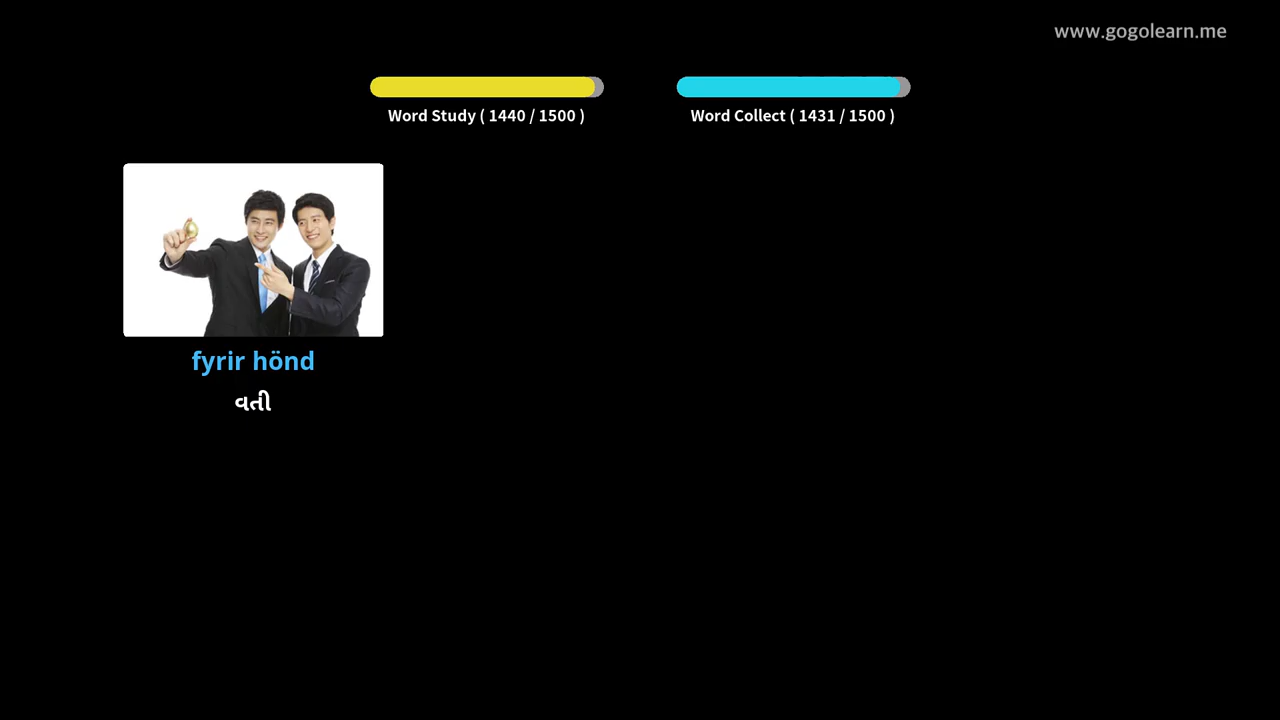 www.gogolearn.me
Word Study ( 1440 / 1500 )
Word Collect ( 1431 / 1500 )
fyrir hönd
વતી